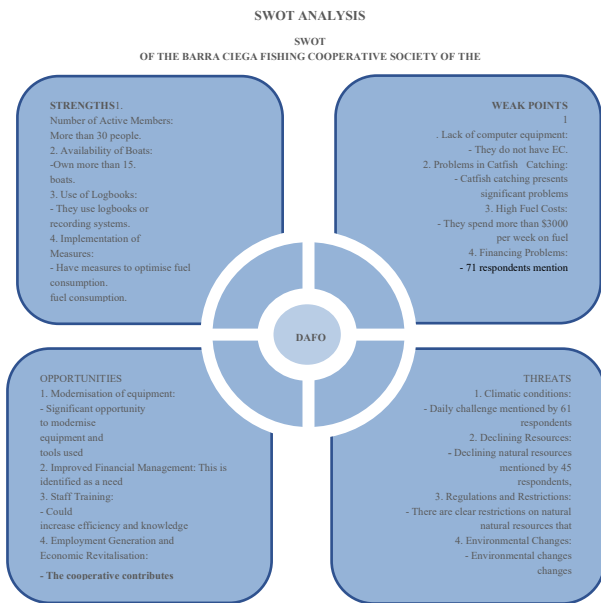 SWOT ANALYSIS
SWOT
OF THE BARRA CIEGA FISHING COOPERATIVE SOCIETY OF THE
STRENGTHS1.
Number of Active Members:
More than 30 people.
2. Availability of Boats:
-Own more than 15.
boats.
3. Use of Logbooks:
- They use logbooks or
recording systems.
4. Implementation of
Measures:
- Have measures to optimise fuel
consumption.
fuel consumption.
WEAK POINTS
1
. Lack of computer equipment:
- They do not have EC.
2. Problems in Catfish Catching:
- Catfish catching presents
significant problems
3. High Fuel Costs:
- They spend more than $3000
per week on fuel
4. Financing Problems:
- 71 respondents mention
DAFO
OPPORTUNITIES
1. Modernisation of equipment:
- Significant opportunity
to modernise
equipment and
tools used
2. Improved Financial Management: This is
identified as a need
3. Staff Training:
- Could
increase efficiency and knowledge
4. Employment Generation and
Economic Revitalisation:
- The cooperative contributes
THREATS
1. Climatic conditions:
- Daily challenge mentioned by 61
respondents
2. Declining Resources:
- Declining natural resources
mentioned by 45
respondents,
3. Regulations and Restrictions:
- There are clear restrictions on natural
natural resources that
4. Environmental Changes:
- Environmental changes
changes